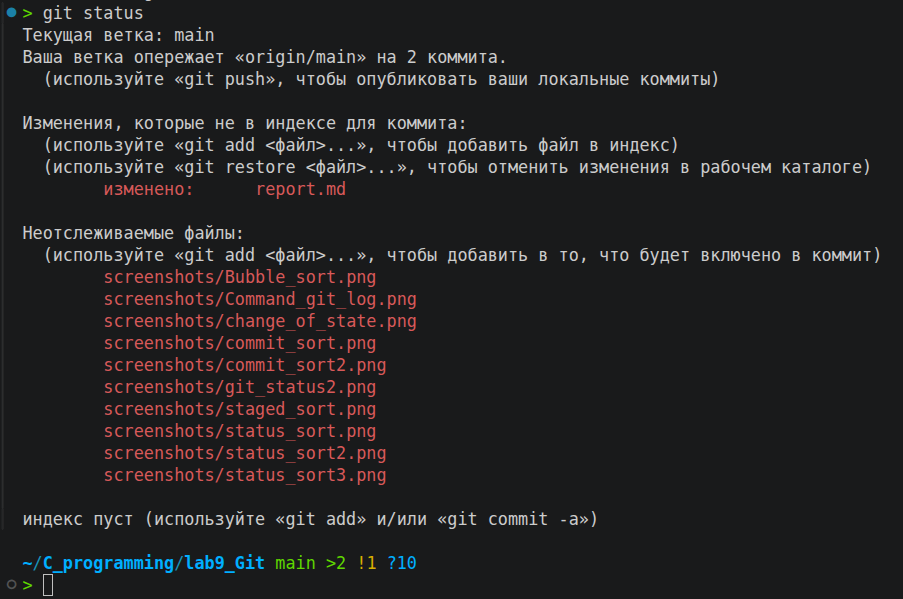 > git status
Текущая ветка: main
Ваша ветка опережает «origin/main» на 2 коммита.
(используйте «git push», чтобы опубликовать ваши локальные коммиты)
Изменения, которые не в индексе для коммита:
(используйте «git add <файл>...», чтобы добавить файл в индекс)
(используйте «git restore <файл>...», чтобы отменить изменения в рабочем каталоге)
изменено: report.md
Неотслеживаемые файлы:
(используйте «git add <файл>...», чтобы добавить в то, что будет включено в коммит)
screenshots/Bubble_sort.png
screenshots/Command_git_log.png
screenshots/change_of_state.png
screenshots/commit_sort.png
screenshots/commit_sort2.png
screenshots/git_status2.png
screenshots/staged_sort.png
screenshots/status_sort.png
screenshots/status_sort2.png
screenshots/status_sort3.png
индекс пуст (используйте «git add» и/или «git commit -a»)
~/C_programming/lab9_Git main >2 !1 ?10
>